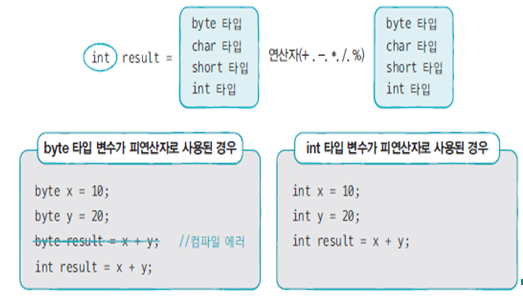 int result =
byte 타입
char 타입
short 타입
int 타입
연산자(+, -, *, /, %)
byte 타입
char 타입
short 타입
int 타입
byte 타입 변수가 피연산자로 사용된 경우
byte x = 10;
byte y = 20;
byte result = x + y; //컴파일 에러
int result = x + y;
int 타입 변수가 피연산자로 사용된 경우
int x = 10;
int y = 20;
int result = x + y;